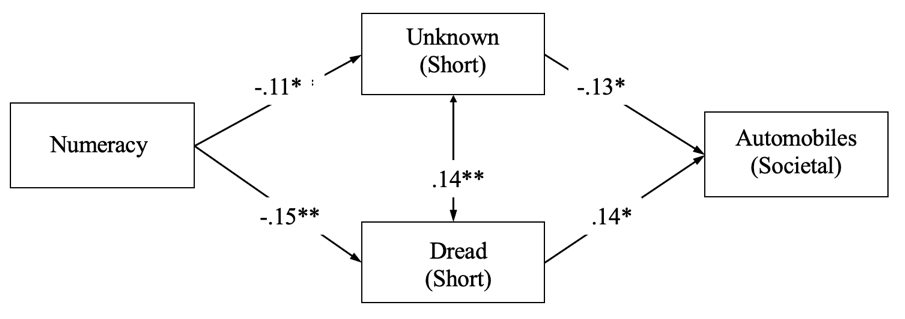 Unknown
(Short)
-.11*
-.13*
Numeracy
Automobiles
(Societal)
.14**
-.15**
.14*
Dread
(Short)